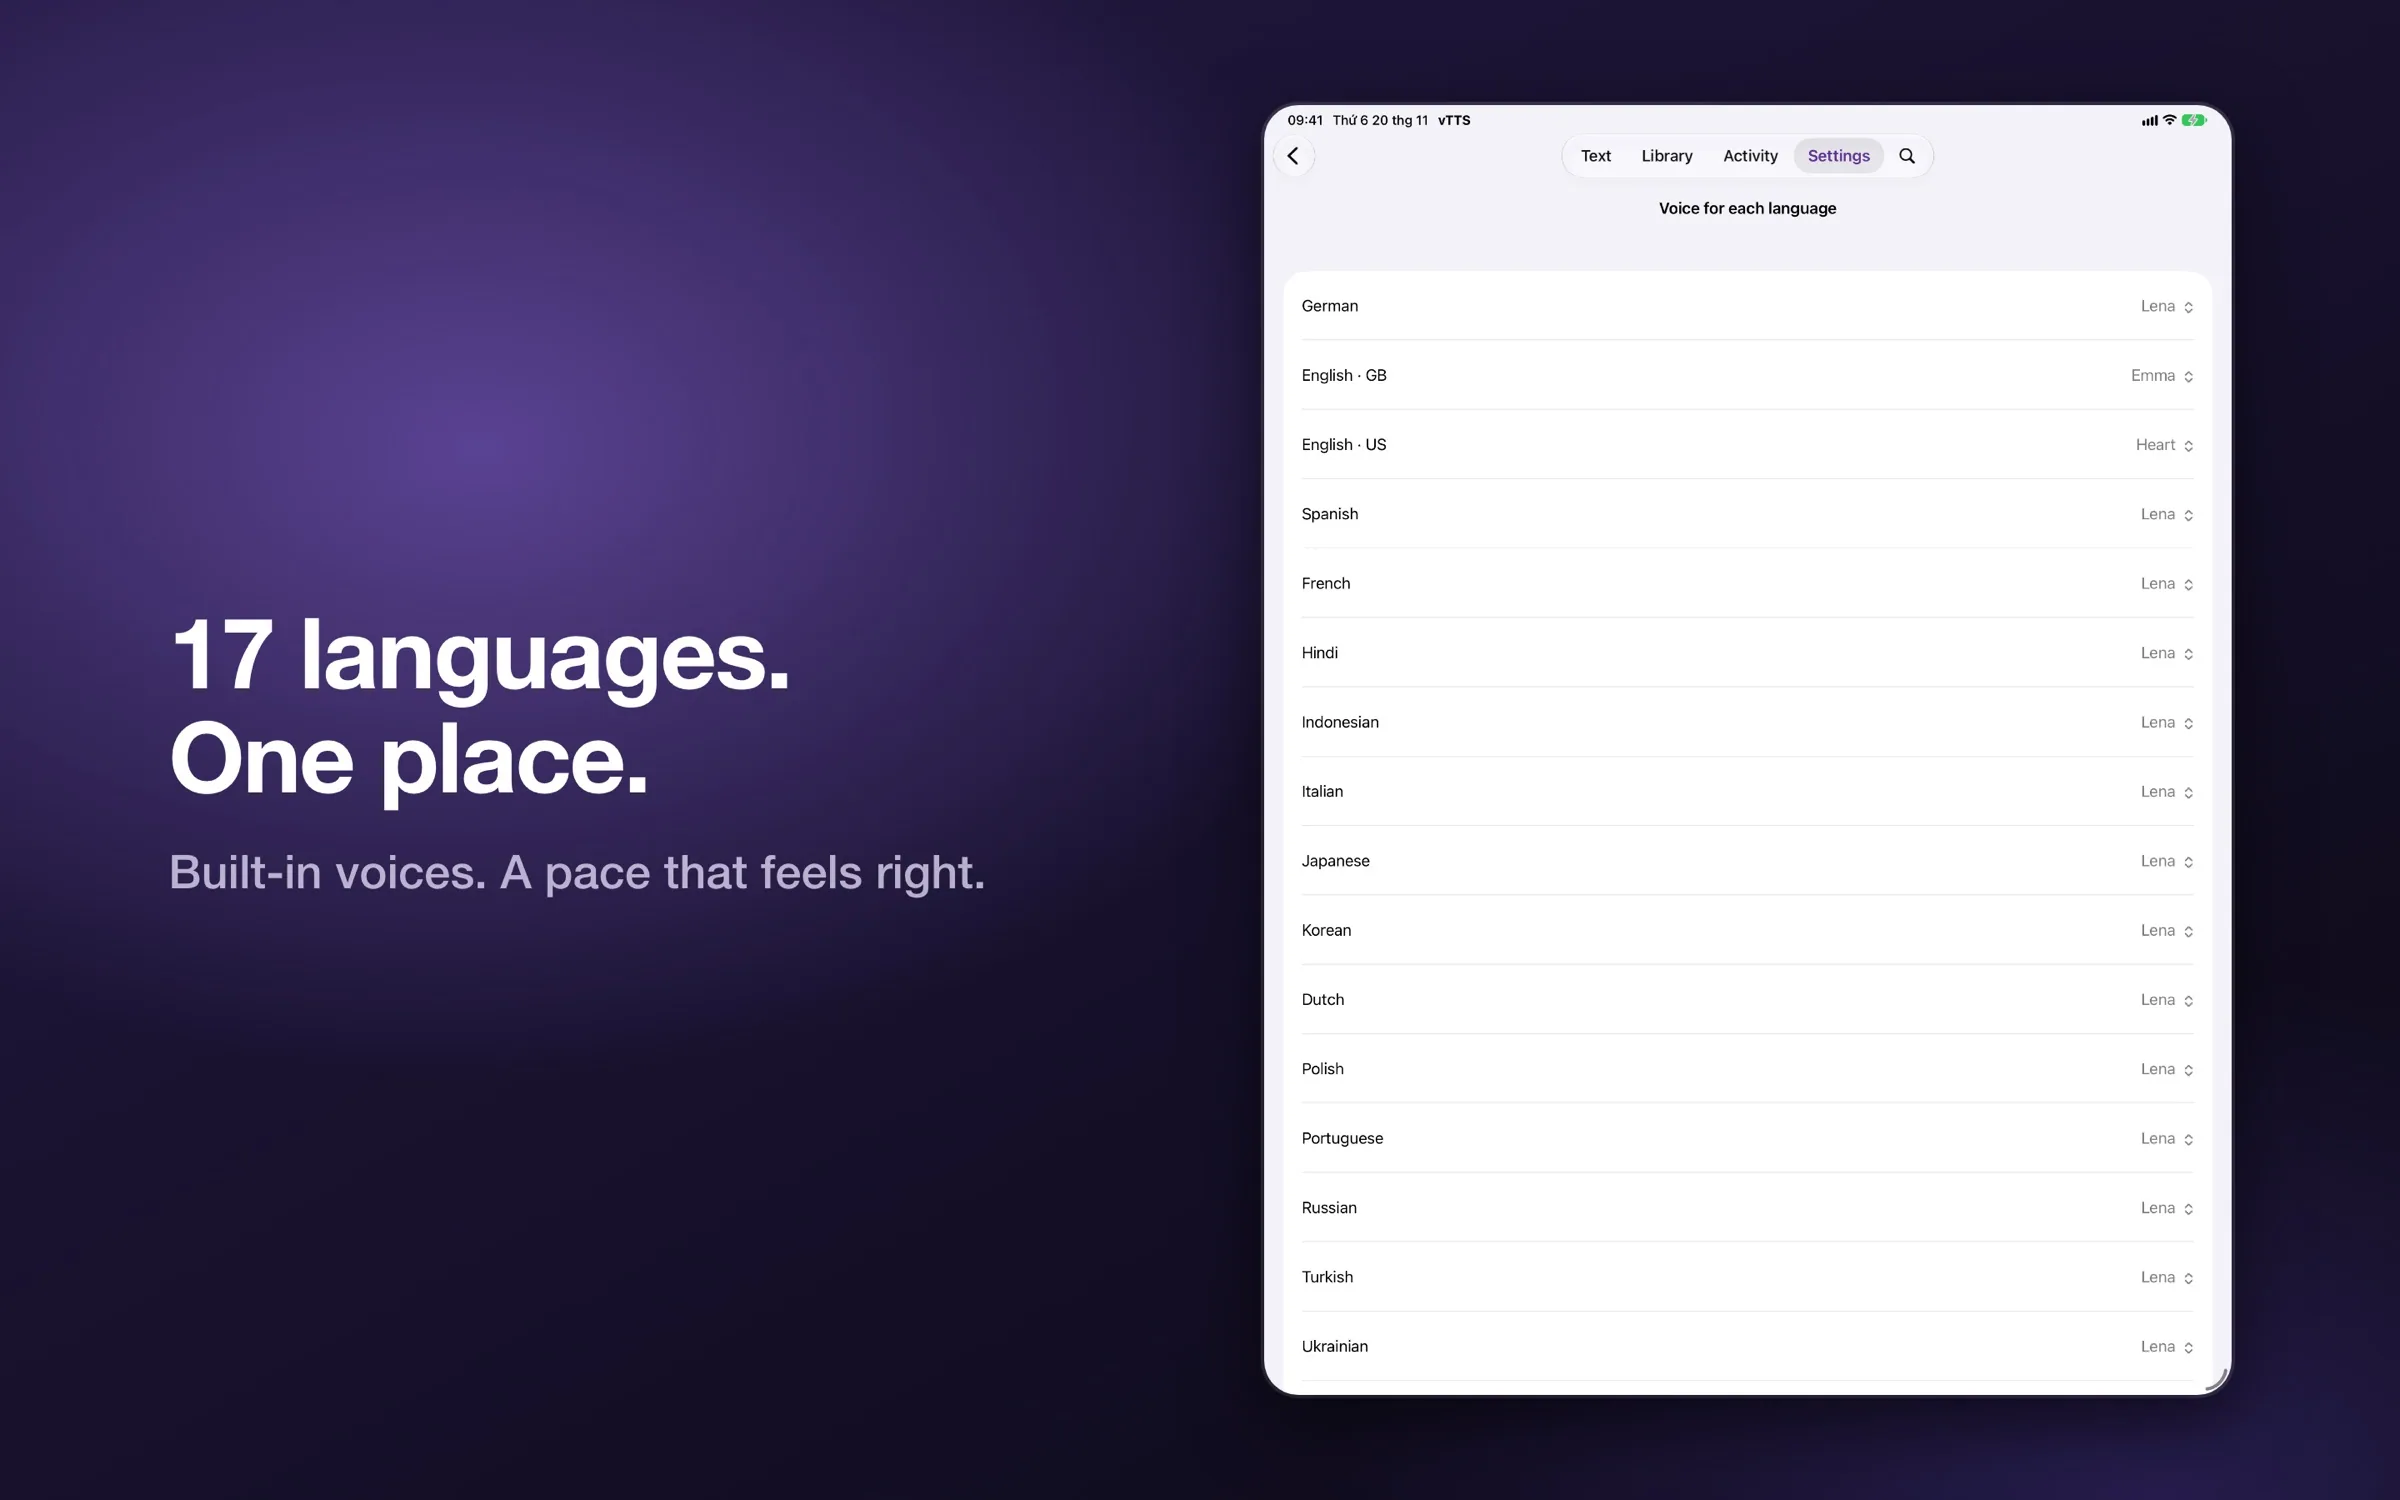 17 languages.
One place.
Built-in voices. A pace that feels right.
09:41 Thứ 6 20 thg 11 vTTS
Text Library Activity Settings
Voice for each language
German Lena
English · GB Emma
English · US Heart
Spanish Lena
French Lena
Hindi Lena
Indonesian Lena
Italian Lena
Japanese Lena
Korean Lena
Dutch Lena
Polish Lena
Portuguese Lena
Russian Lena
Turkish Lena
Ukrainian Lena